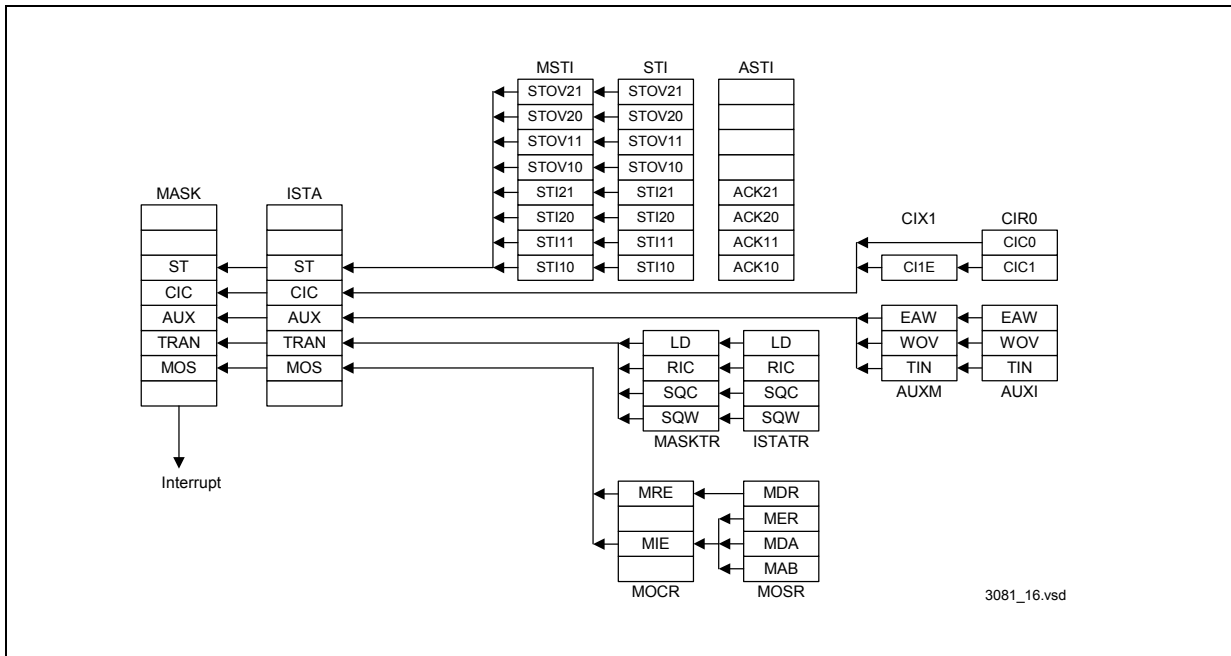 MSTI STI ASTI
STOV21 STOV21
STOV20 STOV20
STOV11 STOV11
STOV10 STOV10
STI21 STI21 ACK21
STI20 STI20 ACK20
STI11 STI11 ACK11
STI10 STI10 ACK10
MASK ISTA
ST ST
CIC CIC
AUX AUX
TRAN TRAN
MOS MOS
Interrupt
CIX1 CIR0
CIC0
CI1E CIC1
EAW EAW
WOV WOV
TIN TIN
AUXM AUXI
LD LD
RIC RIC
SQC SQC
SQW SQW
MASKTR ISTATR
MRE MDR
MER
MIE MDA
MAB
MOCR MOSR
3081_16.vsd